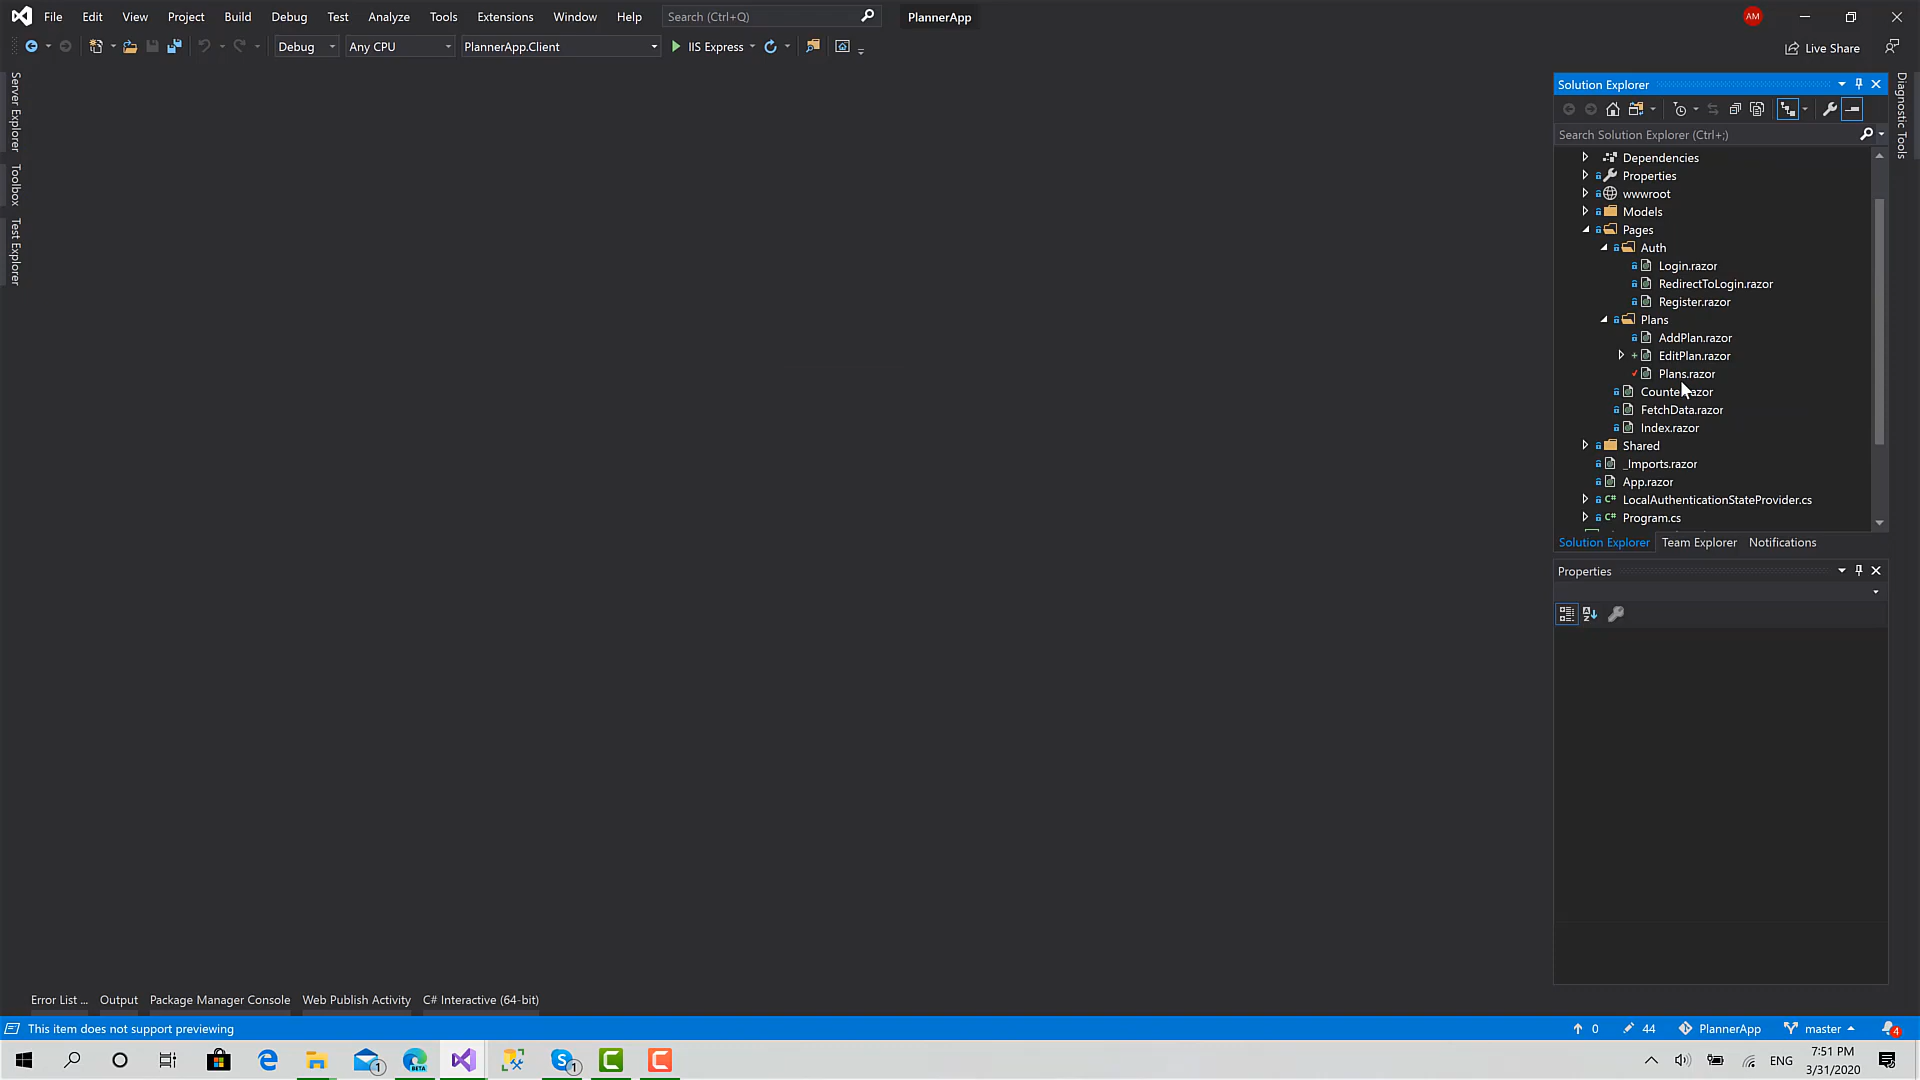 File Edit View Project Build Debug Test Analyze Tools Extensions Window Help Search (Ctrl+Q) PlannerApp AM
Debug Any CPU PlannerApp.Client IIS Express Live Share
Server Explorer
Toolbox
Test Explorer
Solution Explorer
Search Solution Explorer (Ctrl+;)
Dependencies
Properties
wwwroot
Models
Pages
Auth
Login.razor
RedirectToLogin.razor
Register.razor
Plans
AddPlan.razor
EditPlan.razor
Plans.razor
FetchData.razor
Index.razor
Shared
_Imports.razor
App.razor
LocalAuthenticationStateProvider.cs
Program.cs
Solution Explorer Team Explorer Notifications
Properties
Diagnostic Tools
Error List ... Output Package Manager Console Web Publish Activity C# Interactive (64-bit)
This item does not support previewing 0 44 PlannerApp master 4
BETA 1 1 ENG 7:51 PM
3/31/2020